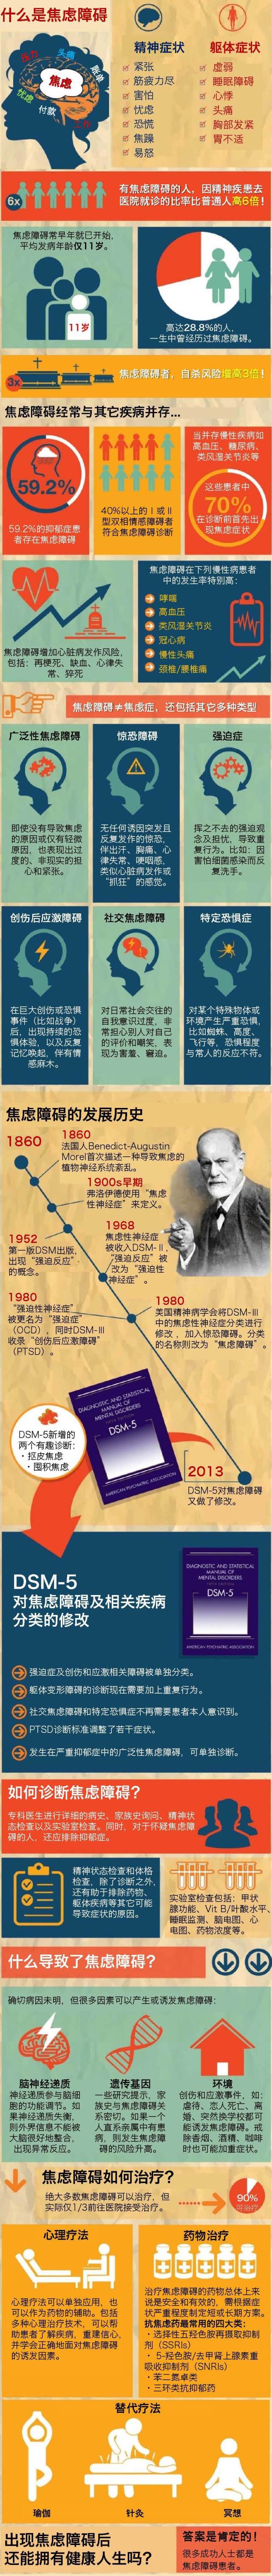 什么是焦虑障碍
压力
头痛
账单
焦虑
忧虑
付款
工作
精神症状
紧张
筋疲力尽
害怕
忧虑
恐慌
焦躁
易怒
躯体症状
虚弱
睡眠障碍
心悸
头痛
胸部发紧
胃不适
6x
有焦虑障碍的人，因精神疾患去
医院就诊的比率比普通人高6倍！
焦虑障碍常早年就已开始，
平均发病年龄仅11岁。
11岁
高达28.8%的人，
一生中曾经历过焦虑障碍。
3x
焦虑障碍者，自杀风险增高3倍！
焦虑障碍经常与其它疾病并存...
59.2%
59.2%的抑郁症患
者存在焦虑障碍
40%以上的 I 或 II
型双相情感障碍者
符合焦虑障碍诊断
当并存慢性疾病如
高血压、糖尿病、
类风湿关节炎等
这些患者中
70%
在诊断前首先出
现焦虑症状
焦虑障碍增加心脏病发作风险，
包括：再梗死、缺血、心律失
常、猝死
焦虑障碍在下列慢性病患者
中的发生率特别高：
哮喘
高血压
类风湿关节炎
冠心病
慢性头痛
颈椎/腰椎痛
焦虑障碍≠焦虑症，还包括其它多种类型
广泛性焦虑障碍
即使没有导致焦虑
的原因或仅有轻微
原因，也表现出过
度的、非现实的担
心和紧张。
惊恐障碍
无任何诱因突发且
反复发作的惊恐，
伴出汗、胸痛、心
律失常、哽咽感，
类似心脏病发作或
“抓狂”的感觉。
强迫症
挥之不去的强迫观
念及担忧，导致重
复行为。比如：因
害怕细菌感染而反
复洗手。
创伤后应激障碍
在巨大创伤或恐惧
事件（比如战争）
后，出现持续的恐
惧体验，以及反复
记忆唤起，伴有情
感麻木。
社交焦虑障碍
对日常社会交往的
自我意识过度，非
常担心别人对自己
的评价和嘲笑，表
现为害羞、窘迫。
特定恐惧症
对某个特殊物体或
环境产生严重恐惧，
比如蜘蛛、高度、
飞行等，恐惧程度
与常人的反应不符。
焦虑障碍的发展历史
1860
1860
法国人Benedict-Augustin
Morel首次描述一种导致焦虑的
植物神经系统紊乱。
1900s早期
弗洛伊德使用“焦虑
性神经症”来定义。
1952
第一版DSM出版，
出现“强迫反应”
的概念。
1968
焦虑性神经症
被收入DSM-Ⅱ、
“强迫反应”被
改为“强迫性
神经症”。
1980
“强迫性神经症”
被更名为“强迫症”
（OCD），同时DSM-III
收录“创伤后应激障碍”
（PTSD）。
1980
美国精神病学会将DSM-III
中的焦虑性神经症分类进行
修改，加入惊恐障碍。分类
的名称则改为“焦虑障碍”。
DIAGNOSTIC AND STATISTICAL
MANUAL OF
MENTAL DISORDERS
FIFTH EDITION
DSM-5
AMERICAN PSYCHIATRIC ASSOCIATION
DSM-5新增的
两个有趣诊断：
·抠皮焦虑
·囤积焦虑
2013
DSM-5对焦虑障碍
又做了修改。
DSM-5
对焦虑障碍及相关疾病
分类的修改
DIAGNOSTIC AND STATISTICAL
MANUAL OF
MENTAL DISORDERS
FIFTH EDITION
DSM-5
AMERICAN PSYCHIATRIC ASSOCIATION
强迫症及创伤和应激相关障碍被单独分类。
躯体变形障碍的诊断现在需要加上重复行为。
社交焦虑障碍和特定恐惧症不再需要患者本人意识到。
PTSD诊断标准调整了若干症状。
发生在严重抑郁症中的广泛性焦虑障碍，可单独诊断。
如何诊断焦虑障碍？
专科医生进行详细的病史、家族史询问、精神状
态检查以及实验室检查。同时，对于怀疑焦虑障
碍的人，还应排除抑郁症。
精神状态检查和体格
检查，除了诊断之外，
还有助于排除药物、
躯体疾病等其它可能
导致症状的原因。
实验室检查包括：甲状
腺功能、Vit B/叶酸水平、
睡眠监测、脑电图、心
电图、药物浓度等。
什么导致了焦虑障碍？
确切病因未明，但很多因素可以产生或诱发焦虑障碍：
脑神经递质
神经递质参与脑细
胞的功能调节。如
果神经递质失衡，
则外界信息不能被
大脑很好地整合，
出现异常反应。
遗传基因
一些研究提示，家
族史与焦虑障碍关
系密切。如果一个
人直系亲属中有患
病，则发生焦虑障
碍的风险升高。
环境
创伤和应激事件，如：
虐待、恋人死亡、离
婚、突然换学校都可
能诱发焦虑障碍。戒
除香烟、酒精、咖啡
时也可能加重症状。
焦虑障碍如何治疗？
绝大多数焦虑障碍可以治疗，但
实际仅1/3前往医院接受治疗。
90%
可治疗
心理疗法
心理疗法可以单独应用，也
可以作为药物的辅助。包括
多种心理治疗技术，可以帮
助患者了解疾病，重建信心，
并学会正确地面对焦虑障碍
的诱发因素。
药物治疗
治疗焦虑障碍的药物总体上来
说是安全和有效的，需根据症
状严重程度制定短或长期方案。
抗焦虑药最常用的四大类：
·选择性五羟色胺再摄取抑制
剂（SSRIs）
·5-羟色胺/去甲肾上腺素重
吸收抑制剂（SNRIs）
·苯二氮卓类
·三环类抗抑郁药
替代疗法
瑜伽
针灸
冥想
出现焦虑障碍后
还能拥有健康人生吗？
答案是肯定的！
很多成功人士都是
焦虑障碍患者。